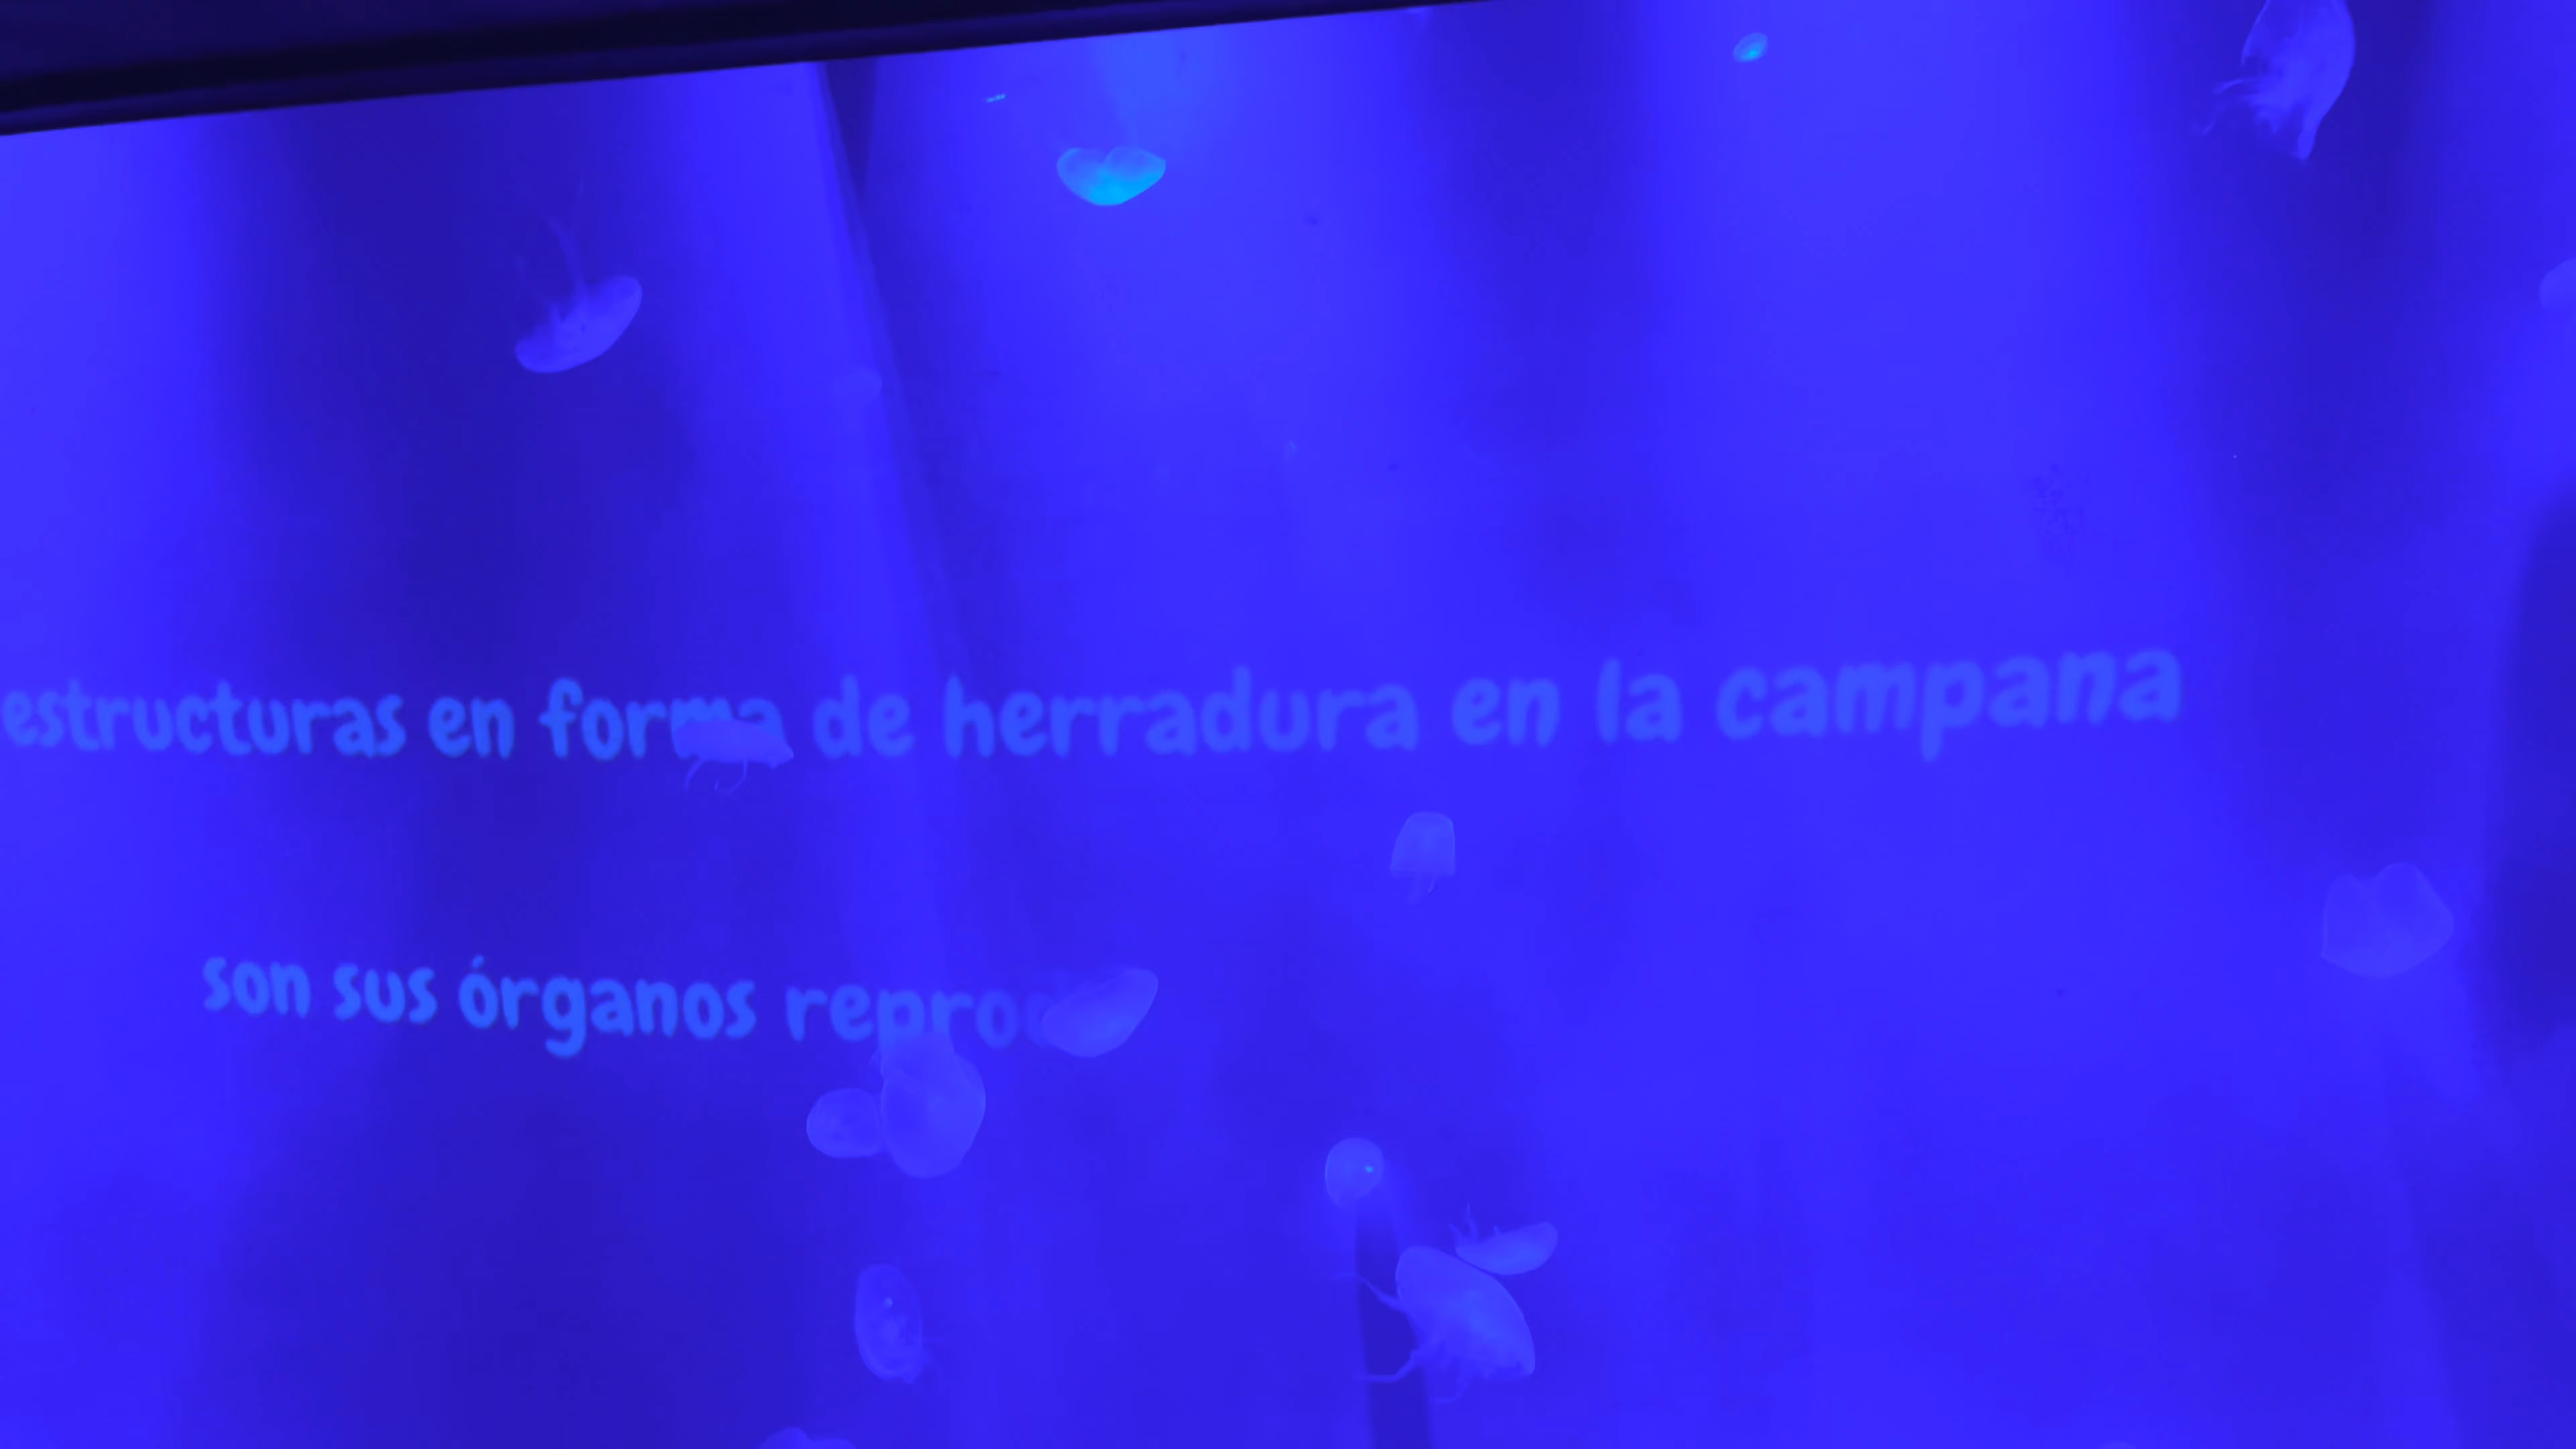 estructuras en forma de herradura en la campana
son sus órganos